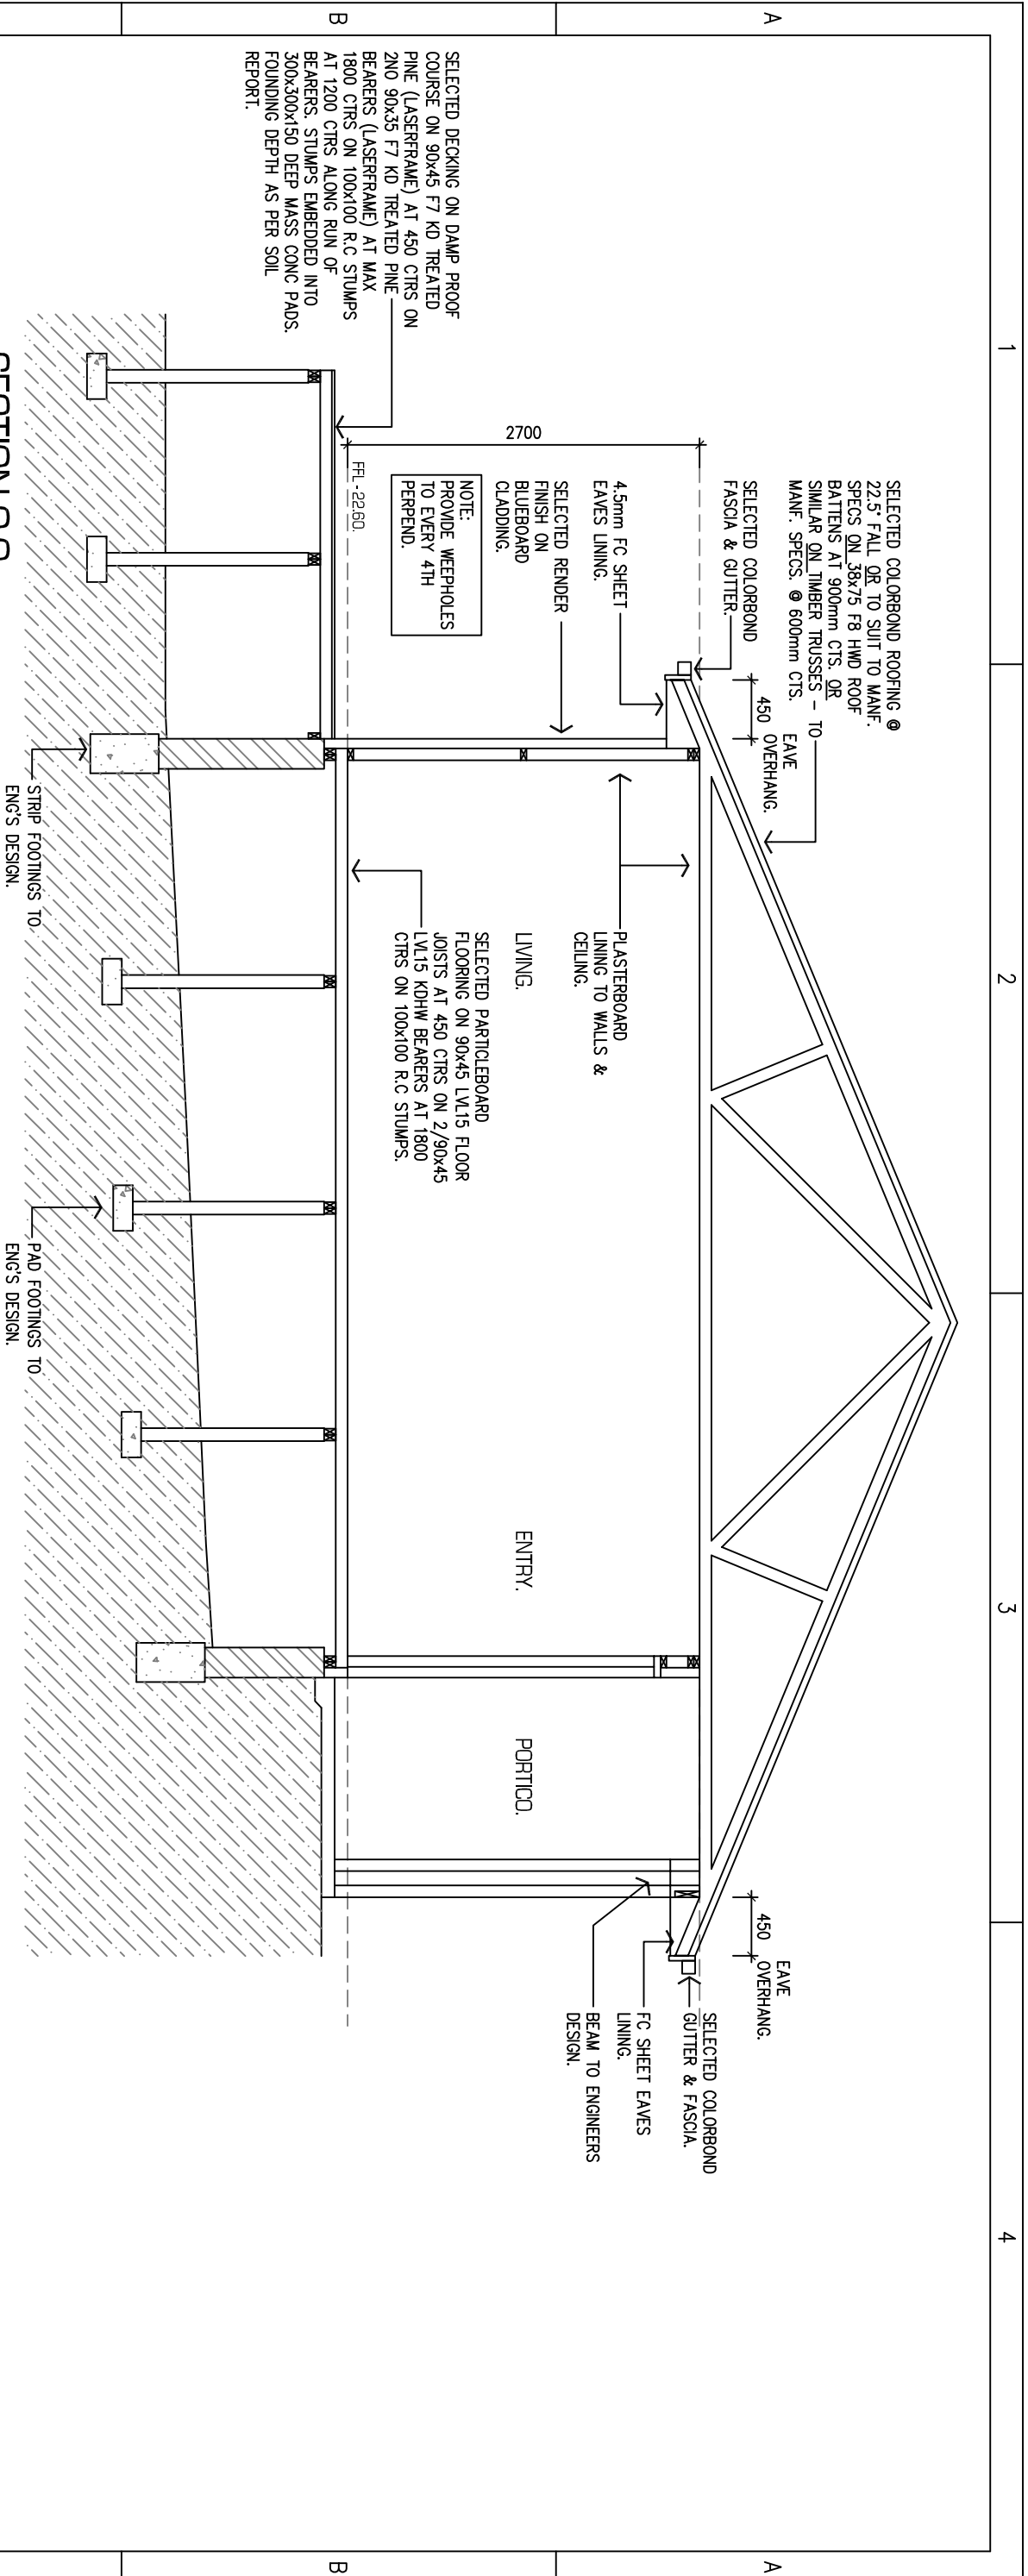 1
2
3
4
A
A
B
B
SELECTED COLORBOND ROOFING @
22.5° FALL OR TO SUIT TO MANF.
SPECS ON 38x75 F8 HWD ROOF
BATTENS AT 900mm CTS. OR
SIMILAR ON TIMBER TRUSSES - TO
MANF. SPECS. @ 600mm CTS.
EAVE
OVERHANG.
450
SELECTED COLORBOND
FASCIA & GUTTER.
4.5mm FC SHEET
EAVES LINING.
SELECTED RENDER
FINISH ON
BLUEBOARD
CLADDING.
NOTE:
PROVIDE WEEPHOLES
TO EVERY 4TH
PERPEND.
2700
FFL-22.60.
SELECTED DECKING ON DAMP PROOF
COURSE ON 90x45 F7 KD TREATED
PINE (LASERFRAME) AT 450 CTRS ON
2NO 90x35 F7 KD TREATED PINE
BEARERS (LASERFRAME) AT MAX
1800 CTRS ON 100x100 R.C STUMPS
AT 1200 CTRS ALONG RUN OF
BEARERS. STUMPS EMBEDDED INTO
300x300x150 DEEP MASS CONC PADS.
FOUNDING DEPTH AS PER SOIL
REPORT.
PLASTERBOARD
LINING TO WALLS &
CEILING.
LIVING.
SELECTED PARTICLEBOARD
FLOORING ON 90x45 LVL15 FLOOR
JOISTS AT 450 CTRS ON 2/90x45
LVL15 KDHW BEARERS AT 1800
CTRS ON 100x100 R.C STUMPS.
ENTRY.
PORTICO.
EAVE
OVERHANG.
450
SELECTED COLORBOND
GUTTER & FASCIA.
FC SHEET EAVES
LINING.
BEAM TO ENGINEERS
DESIGN.
STRIP FOOTINGS TO
ENG'S DESIGN.
PAD FOOTINGS TO
ENG'S DESIGN.
SECTION